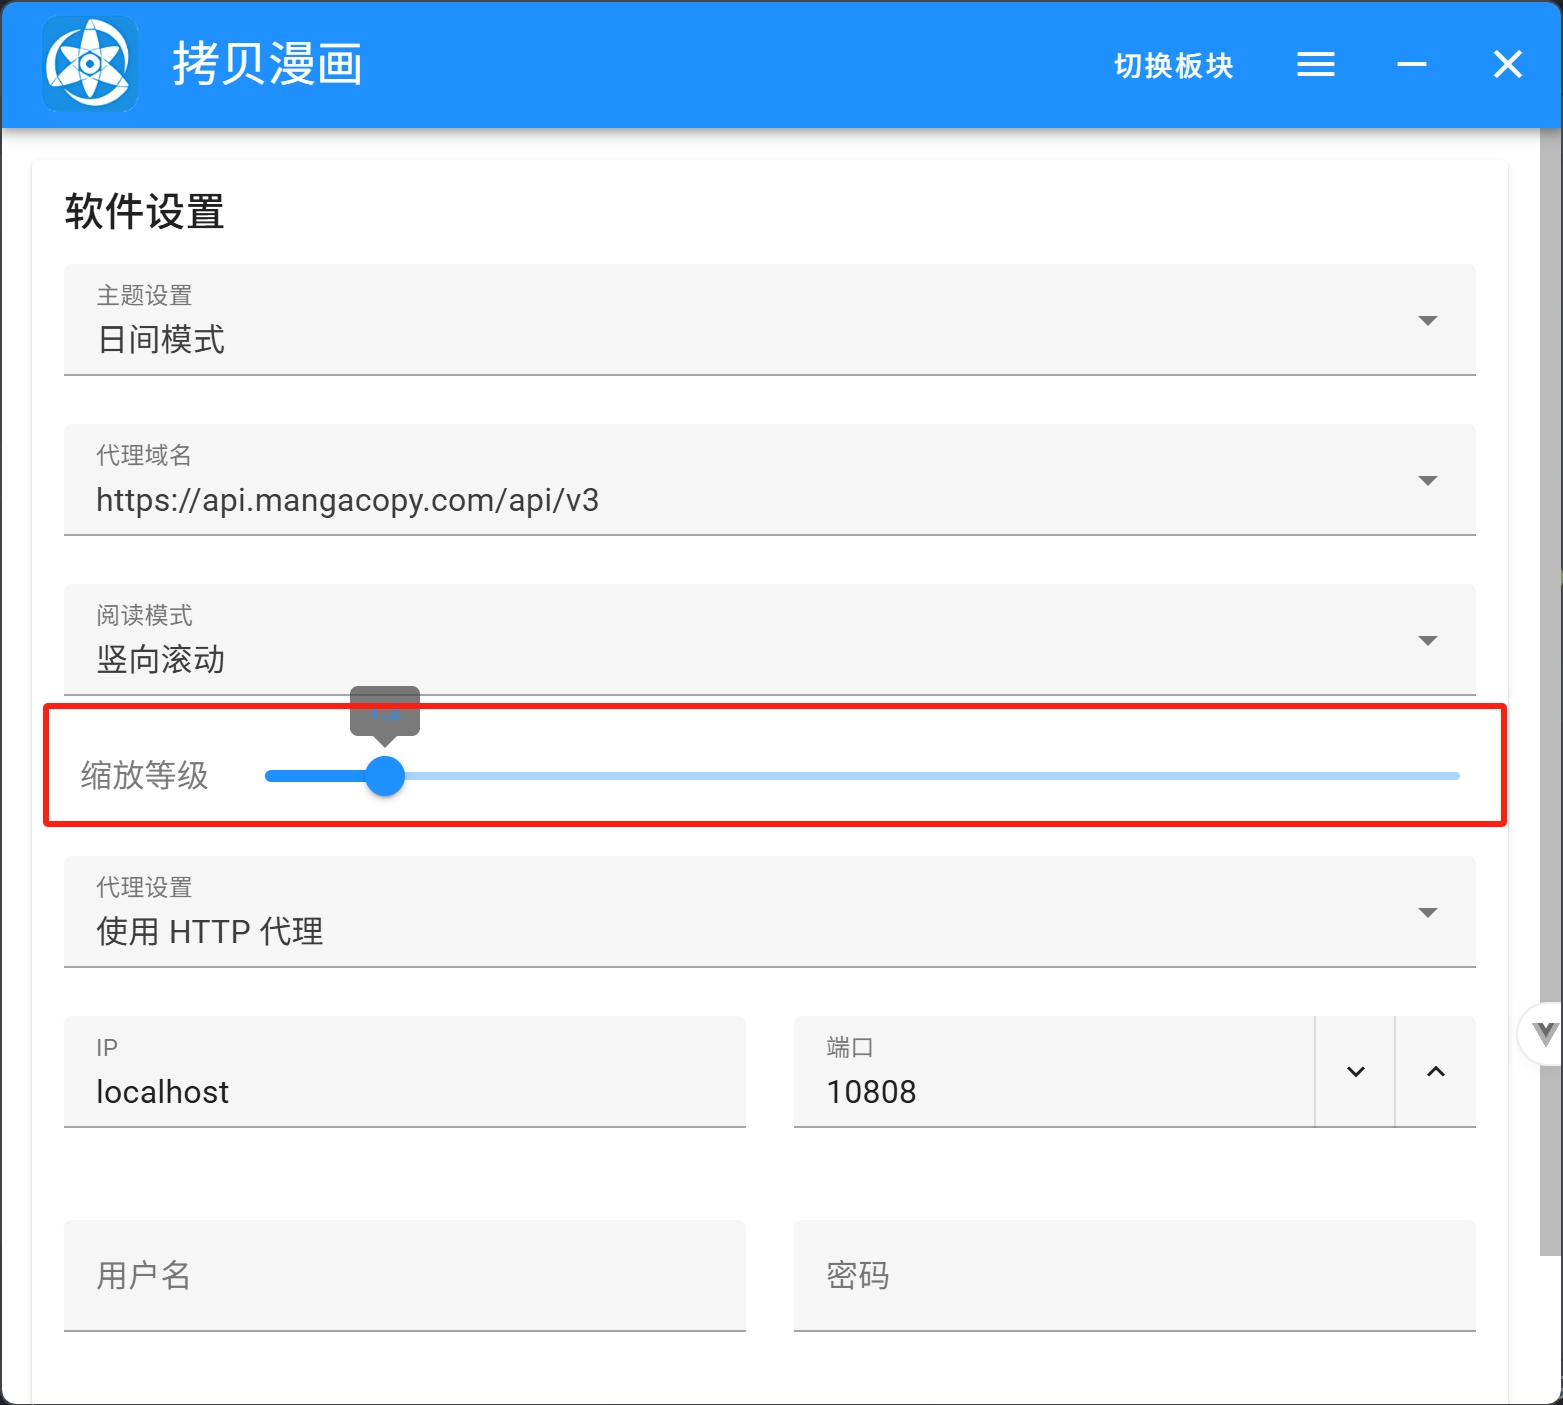 拷贝漫画
切换板块
软件设置
主题设置
日间模式
代理域名
https://api.mangacopy.com/api/v3
阅读模式
竖向滚动
缩放等级
代理设置
使用 HTTP 代理
IP
localhost
端口
10808
用户名
密码